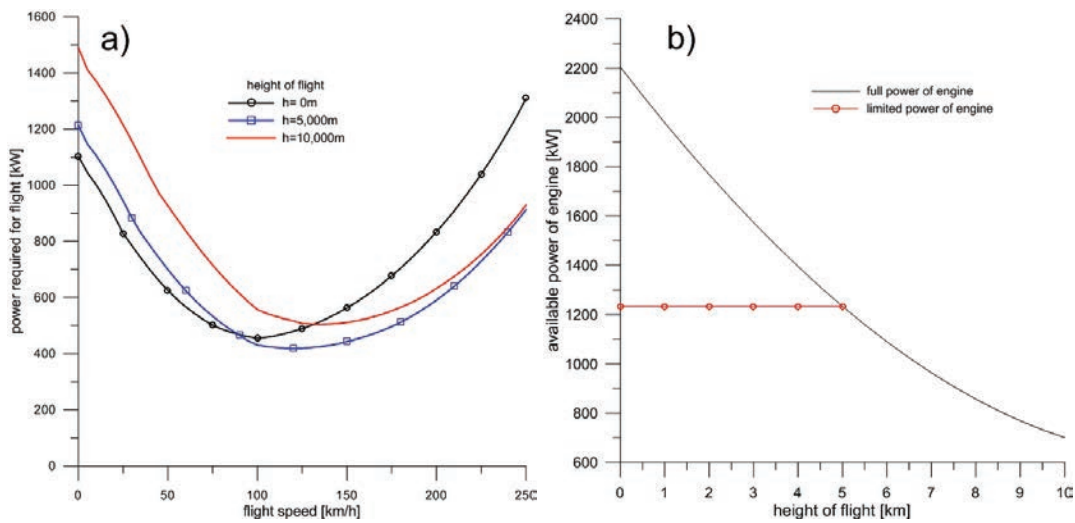 a)
1600
1400
1200
1000
800
600
400
200
0
power required for flight [kW]
height of flight
h= 0m
h=5,000m
h=10,000m
0 50 100 150 200 250
flight speed [km/h]
b)
2400
2200
2000
1800
1600
1400
1200
1000
800
600
available power of engine [kW]
full power of engine
limited power of engine
0 1 2 3 4 5 6 7 8 9 10
height of flight [km]